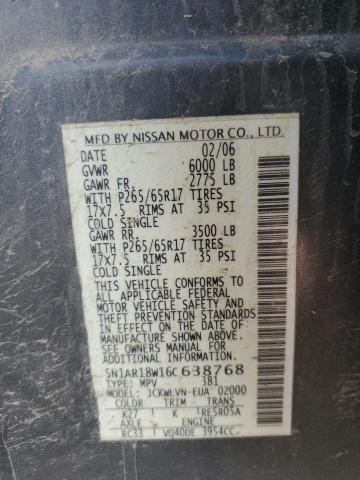 MFD BY NISSAN MOTOR CO., LTD.
DATE 02/06
GVWR 6000 LB
GAWR FR. 2775 LB
WITH P265/65R17 TIRES
17X7.5 RIMS AT 35 PSI
COLD SINGLE
GAWR RR. 3500 LB
WITH P265/65R17 TIRES
17X7.5 RIMS AT 35 PSI
COLD SINGLE
THIS VEHICLE CONFORMS TO
ALL APPLICABLE FEDERAL
MOTOR VEHICLE SAFETY AND
THEFT PREVENTION
STANDARDS IN EFFECT ON
THE DATE OF
MANUFACTURE SHOWN ABOVE.
SEE OWNERS MANUAL FOR
ADDITIONAL INFO.
5N1AR18W16C638768
TYPE: MPV 381
MODEL: JCKWLVN-EUA 02000
COLOR TRIM TRANS
K27 K RE5R05A
AXLE ENGINE
RC33 VQ40DE 3954CC